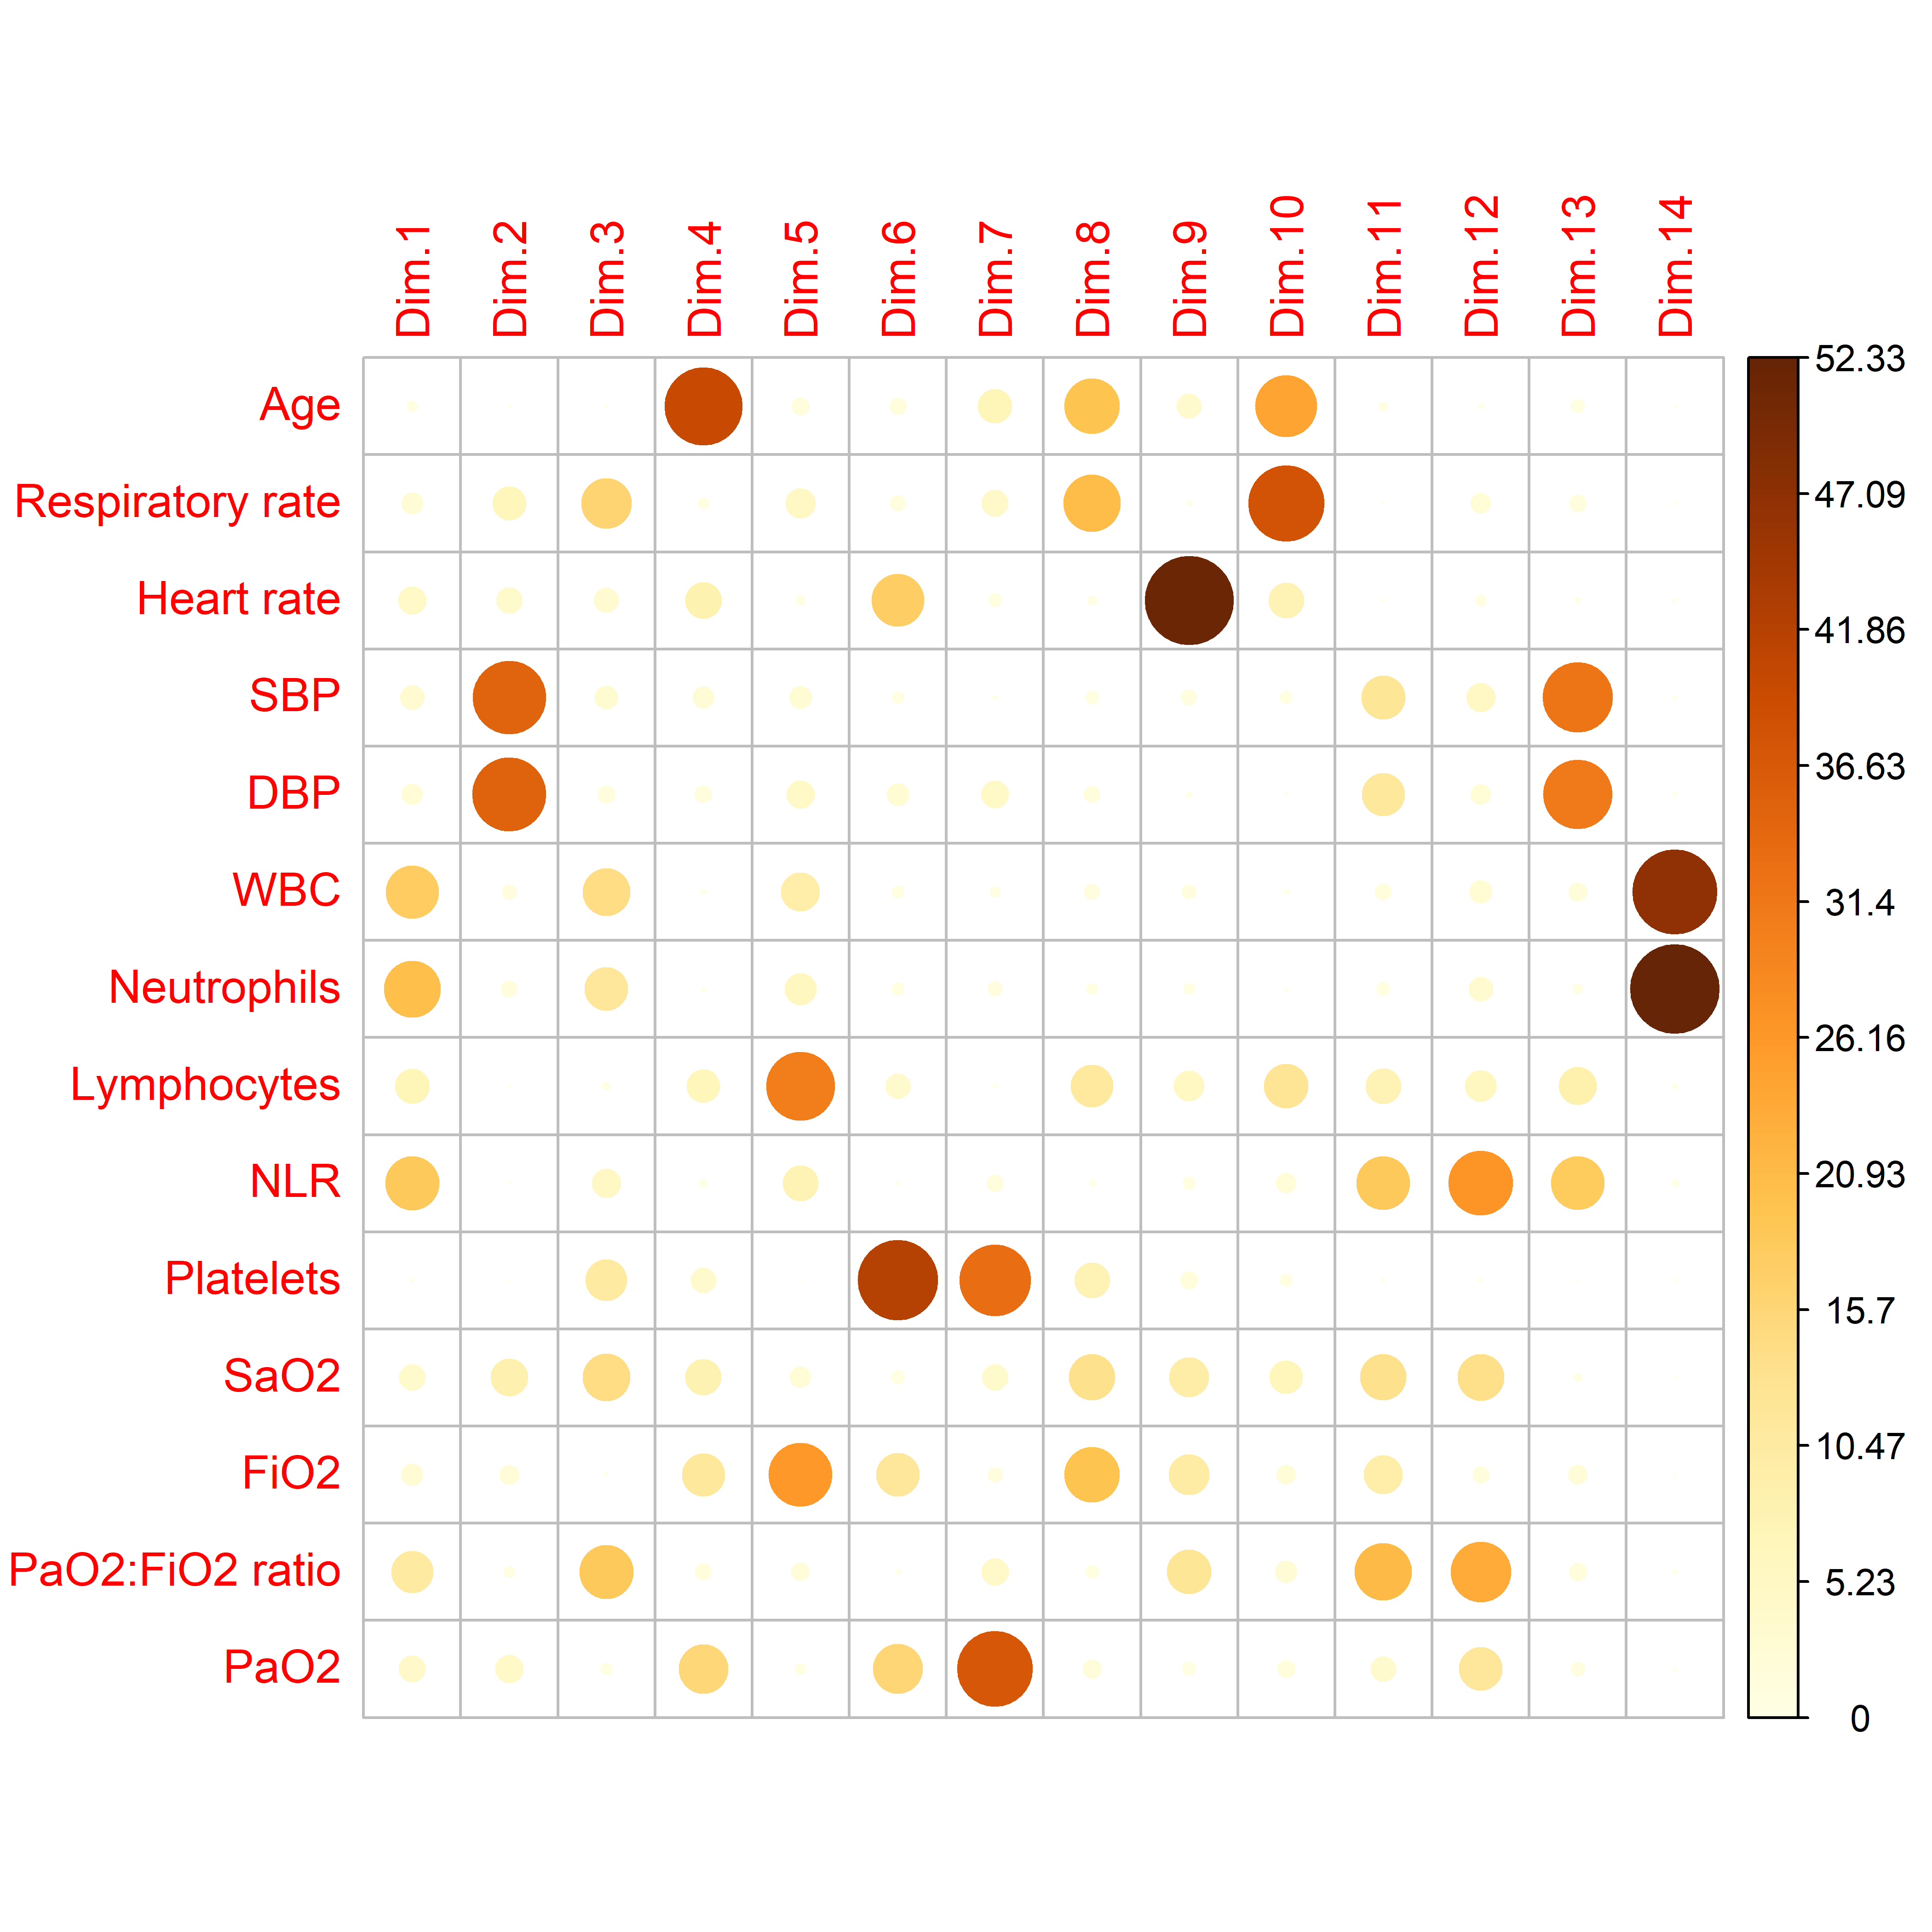 Dim.1
Dim.2
Dim.3
Dim.4
Dim.5
Dim.6
Dim.7
Dim.8
Dim.9
Dim.10
Dim.11
Dim.12
Dim.13
Dim.14
Age
Respiratory rate
Heart rate
SBP
DBP
WBC
Neutrophils
Lymphocytes
NLR
Platelets
SaO2
FiO2
PaO2:FiO2 ratio
PaO2
52.33
47.09
41.86
36.63
31.4
26.16
20.93
15.7
10.47
5.23
0